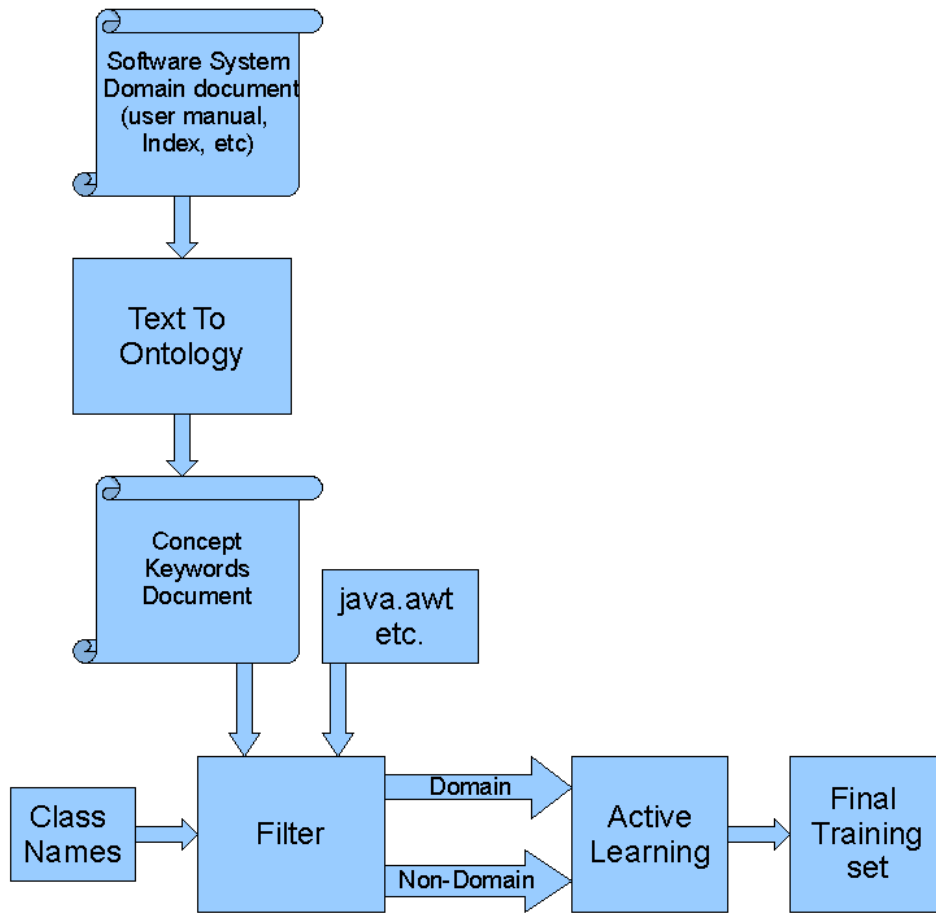 Software System
Domain document
(user manual,
Index, etc)
Text To
Ontology
Concept
Keywords
Document
java.awt
etc.
Class
Names
Filter
Domain
Non-Domain
Active
Learning
Final
Training
set